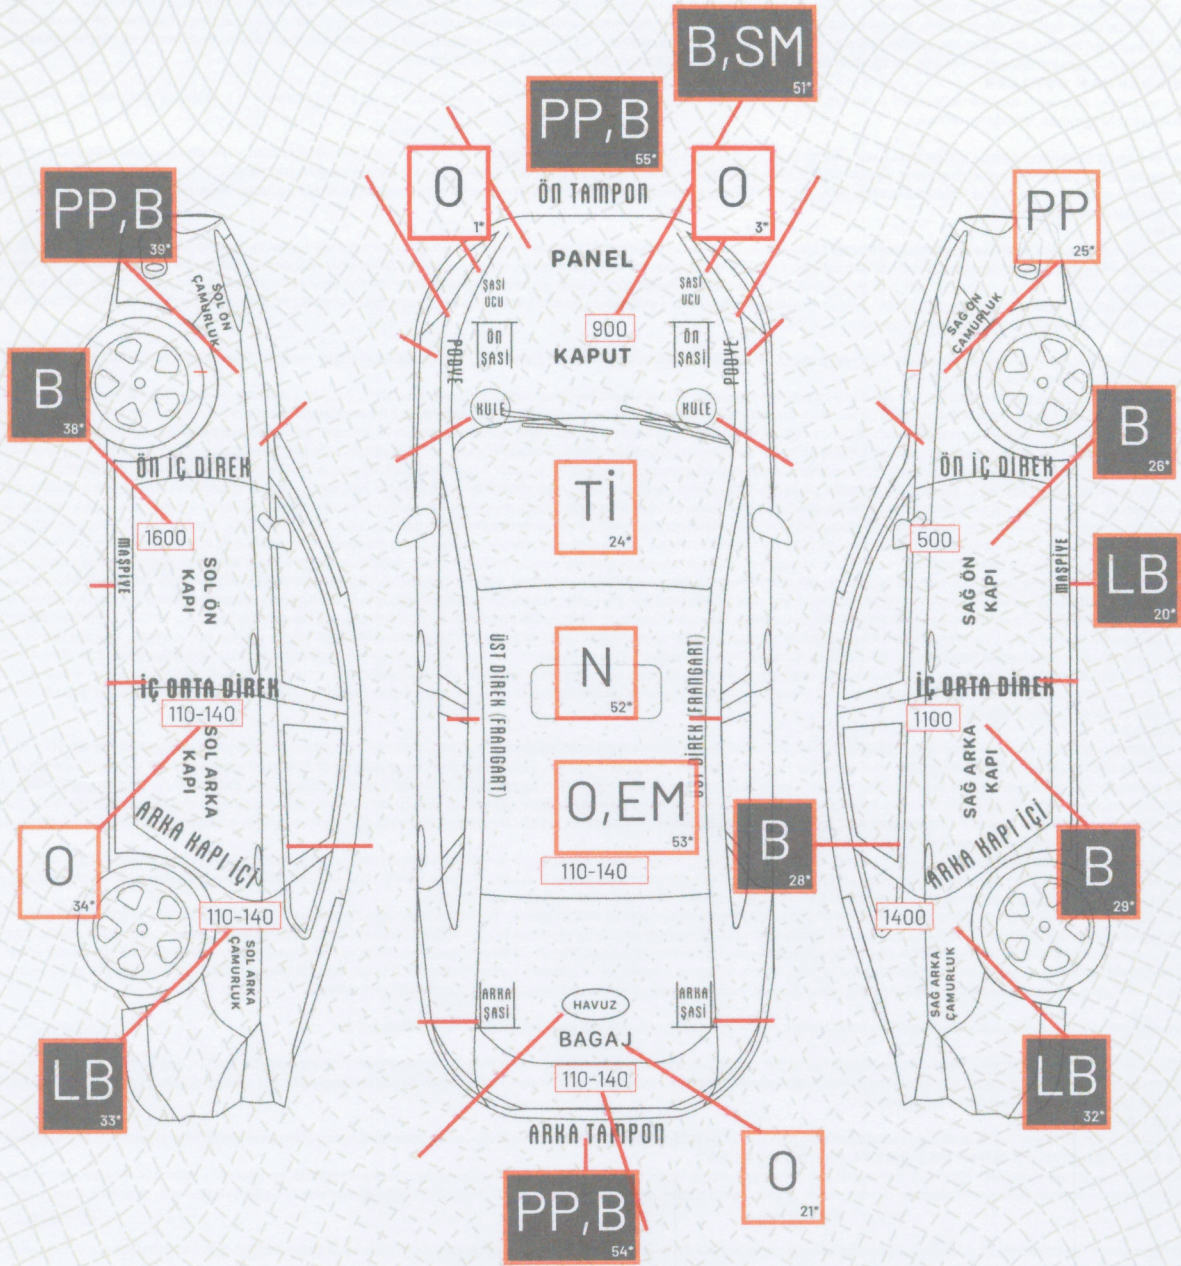 B,SM
51*
PP,B
55*
O
1*
O
3*
ÖN TAMPON
PP,B
39*
PP
25*
PANEL
ŞASİ
UCU
ŞASİ
UCU
SOL ÖN
ÇAMURLUK
SAĞ ÖN
ÇAMURLUK
900
ÖN
ŞASİ
ÖN
ŞASİ
KAPUT
PODYE
PODYE
B
38*
B
26*
KULE
KULE
ÖN İÇ DİREK
ÖN İÇ DİREK
Tİ
24*
1600
500
MASPİYE
MASPİYE
SOL ÖN
KAPI
SAĞ ÖN
KAPI
LB
20*
N
52*
ÜST DİREK (FRANGART)
ÜST DİREK (FRANGART)
İÇ ORTA DİREK
İÇ ORTA DİREK
110-140
1100
SOL ARKA
KAPI
SAĞ ARKA
KAPI
O,EM
53*
ARKA KAPI İÇİ
ARKA KAPI İÇİ
B
28*
110-140
O
34*
B
29*
110-140
1400
SOL ARKA
ÇAMURLUK
SAĞ ARKA
ÇAMURLUK
ARKA
ŞASİ
HAVUZ
ARKA
ŞASİ
BAGAJ
110-140
LB
33*
LB
32*
ARKA TAMPON
O
21*
PP,B
54*